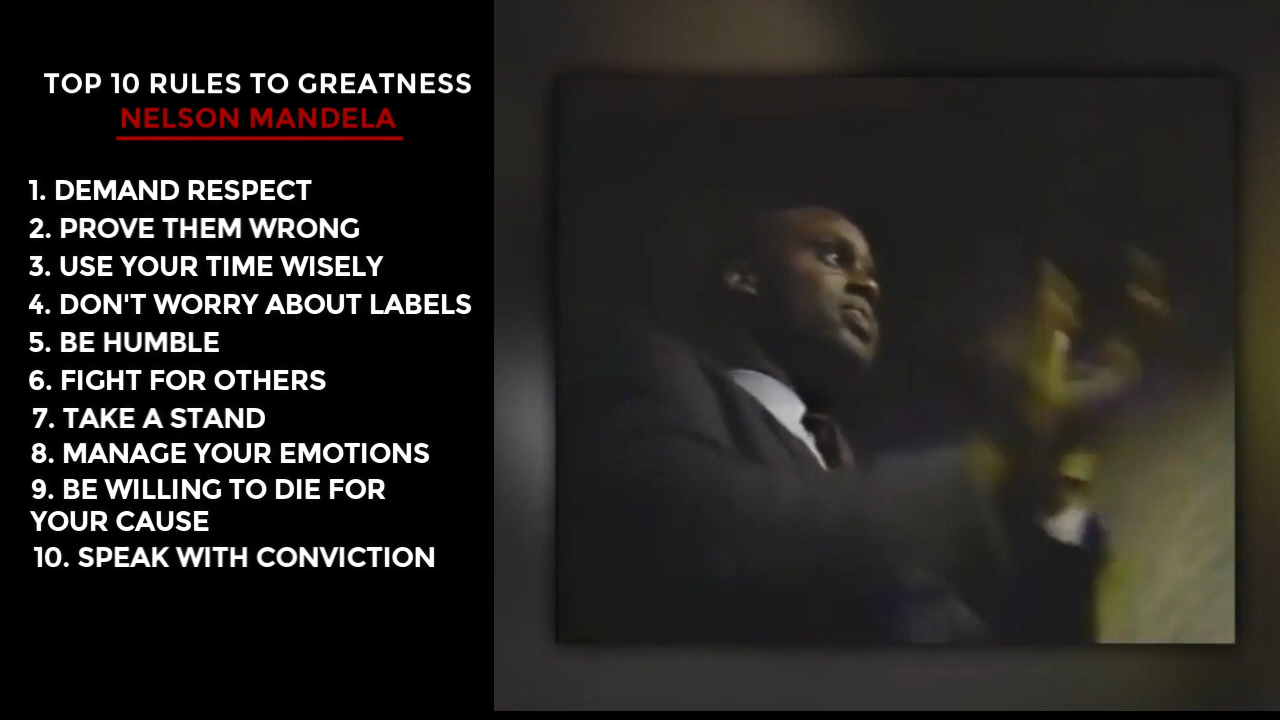 TOP 10 RULES TO GREATNESS
NELSON MANDELA
1. DEMAND RESPECT
2. PROVE THEM WRONG
3. USE YOUR TIME WISELY
4. DON'T WORRY ABOUT LABELS
5. BE HUMBLE
6. FIGHT FOR OTHERS
7. TAKE A STAND
8. MANAGE YOUR EMOTIONS
9. BE WILLING TO DIE FOR
YOUR CAUSE
10. SPEAK WITH CONVICTION